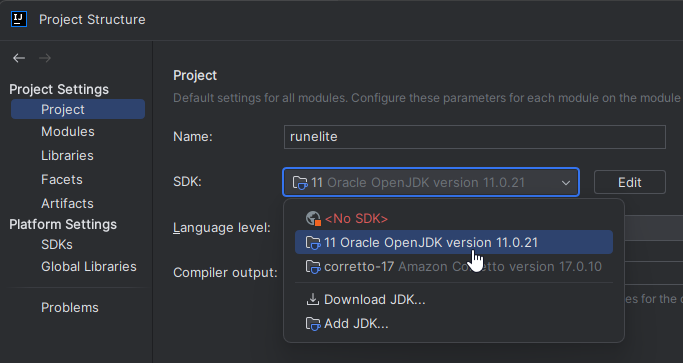 IJ
Project Structure
Project Settings
Project
Modules
Libraries
Facets
Artifacts
Platform Settings
SDKs
Global Libraries
Problems
Project
Default settings for all modules. Configure these parameters for each module on the module
Name:
runelite
SDK:
11 Oracle OpenJDK version 11.0.21
Edit
<No SDK>
Language level:
11 Oracle OpenJDK version 11.0.21
corretto-17 Amazon Corretto version 17.0.10
Compiler output:
Download JDK...
es for the
Add JDK...